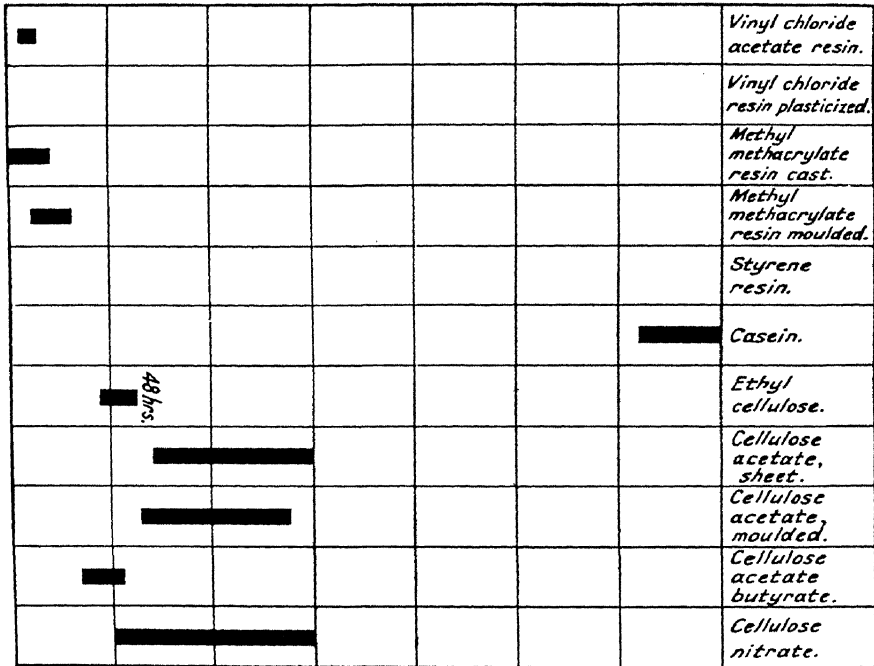 Vinyl chloride
acetate resin.
Vinyl chloride
resin plasticized.
Methyl
methacrylate
resin cast.
Methyl
methacrylate
resin moulded.
Styrene
resin.
Casein.
48 hrs.
Ethyl
cellulose.
Cellulose
acetate,
sheet.
Cellulose
acetate,
moulded.
Cellulose
acetate
butyrate.
Cellulose
nitrate.